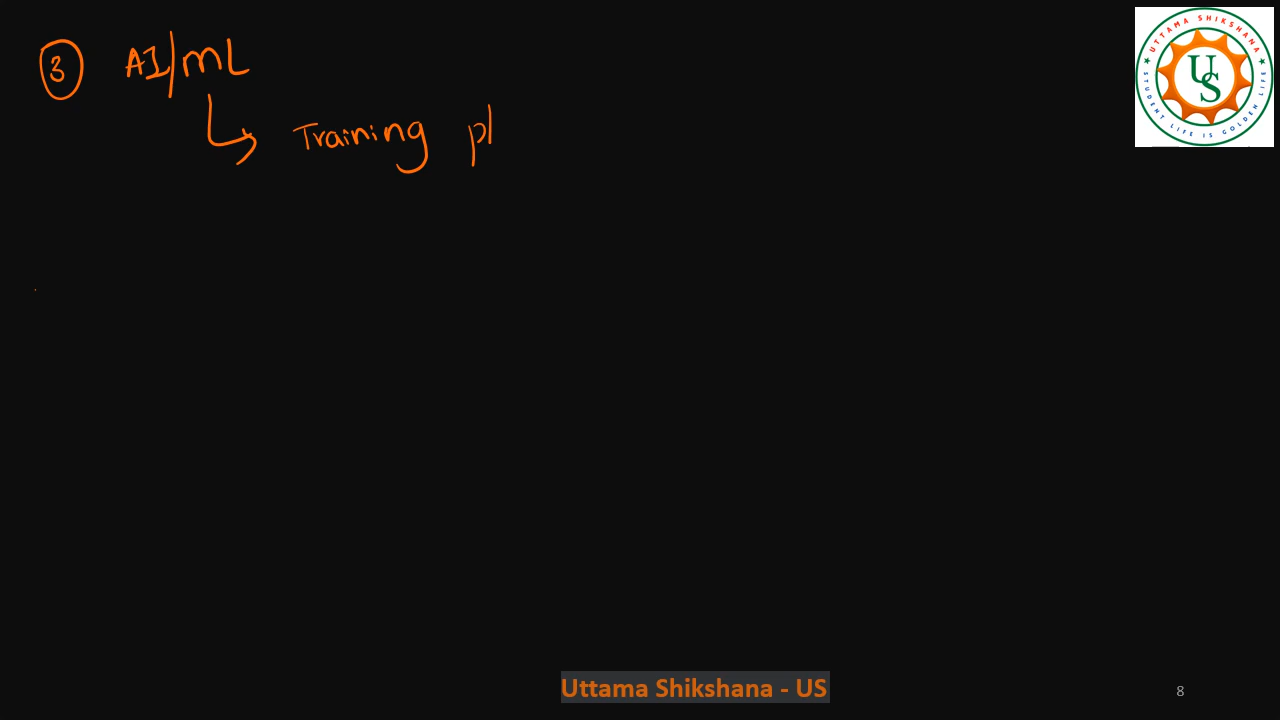 3 AI/ML
Training pl
UTTAMA SHIKSHANA
US
STUDENT LIFE IS GOLDEN LIFE
Uttama Shikshana - US
8